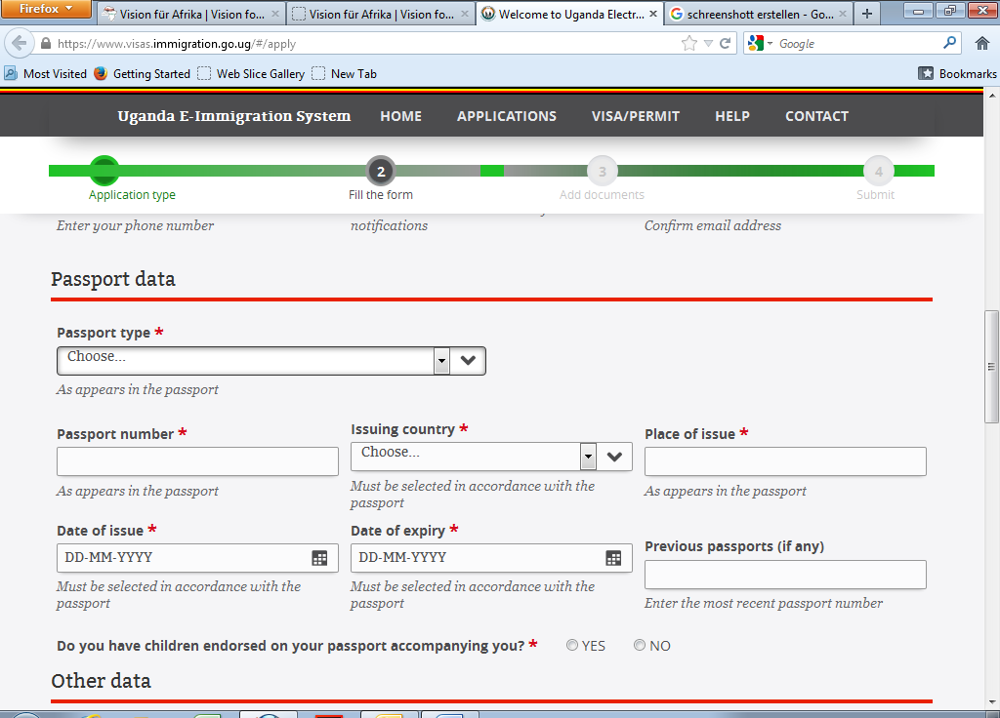 Firefox
Vision für Afrika | Vision fo...
Vision für Afrika | Vision fo...
Welcome to Uganda Electr...
schreenshott erstellen - Go...
https://www.visas.immigration.go.ug/#/apply
Google
Most Visited
Getting Started
Web Slice Gallery
New Tab
Bookmarks
Uganda E-Immigration System
HOME
APPLICATIONS
VISA/PERMIT
HELP
CONTACT
2
3
4
Application type
Fill the form
Add documents
Submit
Enter your phone number
notifications
Confirm email address
Passport data
Passport type *
Choose...
As appears in the passport
Passport number *
As appears in the passport
Issuing country *
Choose...
Must be selected in accordance with the
passport
Place of issue *
As appears in the passport
Date of issue *
DD-MM-YYYY
Must be selected in accordance with the
passport
Date of expiry *
DD-MM-YYYY
Must be selected in accordance with the
passport
Previous passports (if any)
Enter the most recent passport number
Do you have children endorsed on your passport accompanying you? *
YES
NO
Other data